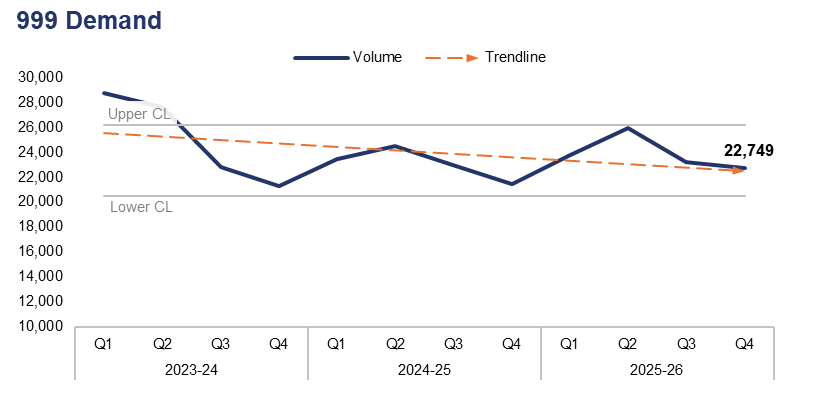 999 Demand
Volume Trendline
30,000
28,000
Upper CL
26,000
24,000
22,749
22,000
20,000
Lower CL
18,000
16,000
14,000
12,000
10,000
Q1 Q2 Q3 Q4 Q1 Q2 Q3 Q4 Q1 Q2 Q3 Q4
2023-24 2024-25 2025-26